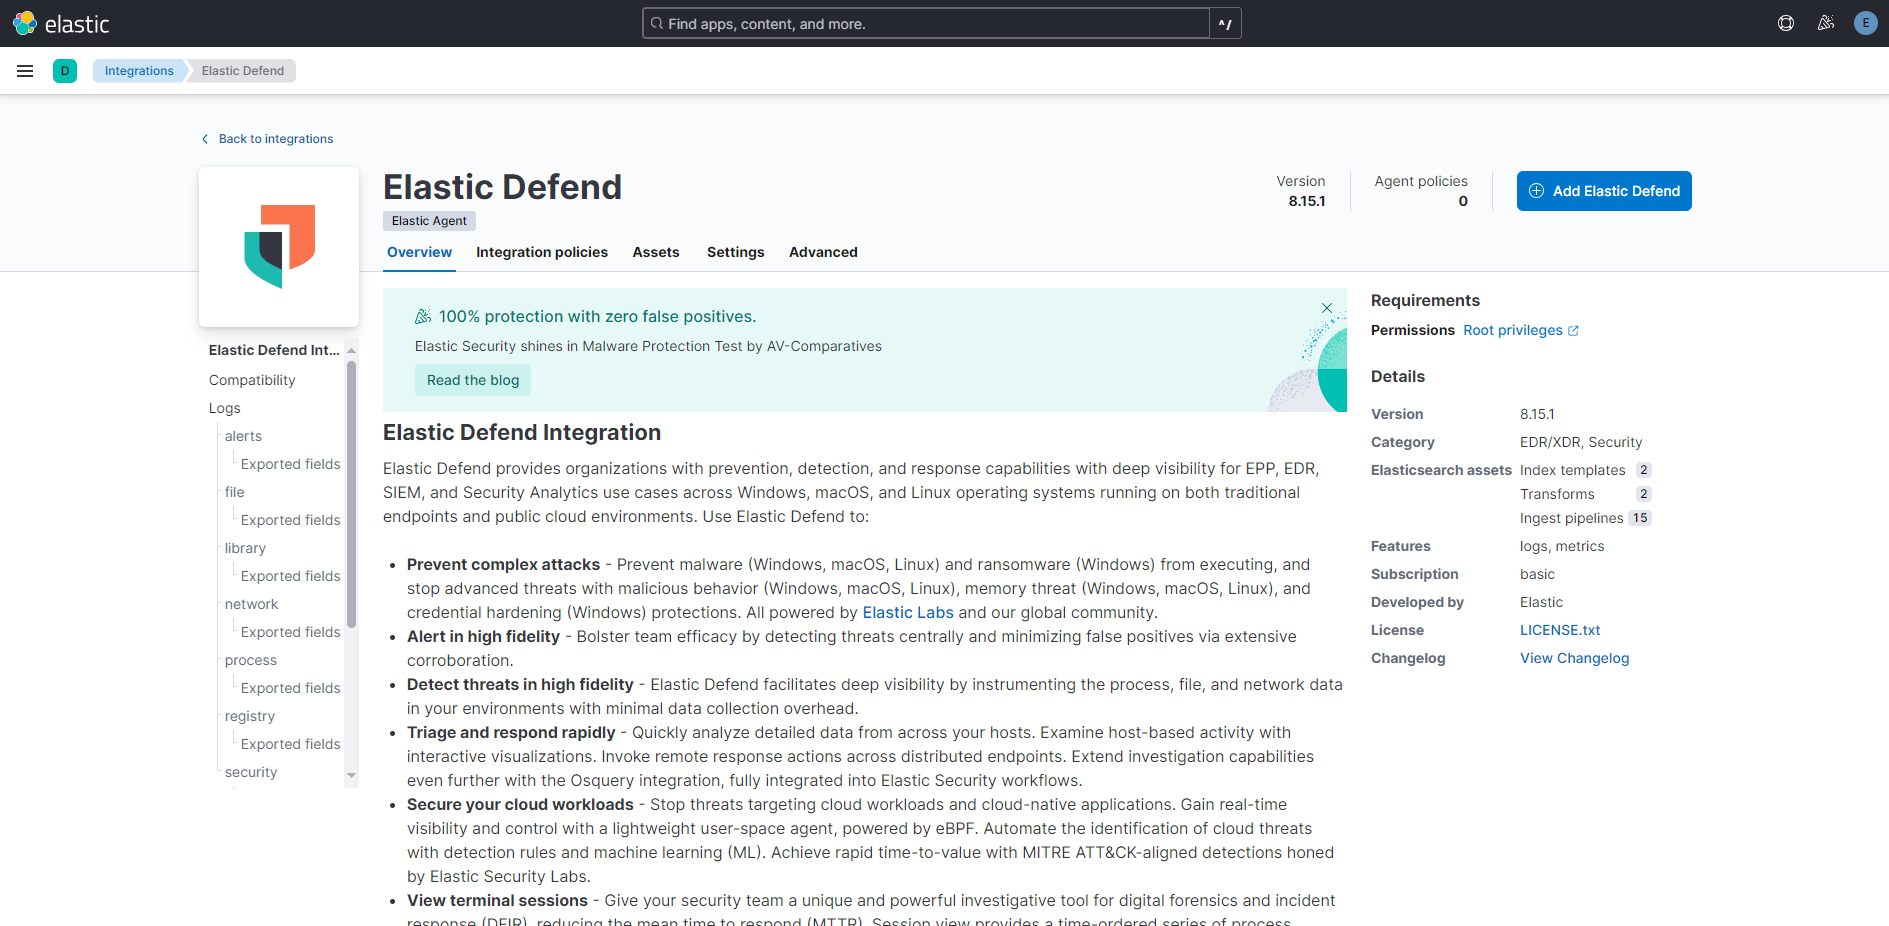 elastic
Find apps, content, and more.
^/
E
D
Integrations
Elastic Defend
Back to integrations
Elastic Defend
Elastic Agent
Version
8.15.1
Agent policies
0
Add Elastic Defend
Overview
Integration policies
Assets
Settings
Advanced
Elastic Defend Int...
Compatibility
Logs
alerts
Exported fields
file
Exported fields
library
Exported fields
network
Exported fields
process
Exported fields
registry
Exported fields
security
100% protection with zero false positives.
Elastic Security shines in Malware Protection Test by AV-Comparatives
Read the blog
Elastic Defend Integration
Elastic Defend provides organizations with prevention, detection, and response capabilities with deep visibility for EPP, EDR,
SIEM, and Security Analytics use cases across Windows, macOS, and Linux operating systems running on both traditional
endpoints and public cloud environments. Use Elastic Defend to:
• Prevent complex attacks - Prevent malware (Windows, macOS, Linux) and ransomware (Windows) from executing, and
stop advanced threats with malicious behavior (Windows, macOS, Linux), memory threat (Windows, macOS, Linux), and
credential hardening (Windows) protections. All powered by Elastic Labs and our global community.
• Alert in high fidelity - Bolster team efficacy by detecting threats centrally and minimizing false positives via extensive
corroboration.
• Detect threats in high fidelity - Elastic Defend facilitates deep visibility by instrumenting the process, file, and network data
in your environments with minimal data collection overhead.
• Triage and respond rapidly - Quickly analyze detailed data from across your hosts. Examine host-based activity with
interactive visualizations. Invoke remote response actions across distributed endpoints. Extend investigation capabilities
even further with the Osquery integration, fully integrated into Elastic Security workflows.
• Secure your cloud workloads - Stop threats targeting cloud workloads and cloud-native applications. Gain real-time
visibility and control with a lightweight user-space agent, powered by eBPF. Automate the identification of cloud threats
with detection rules and machine learning (ML). Achieve rapid time-to-value with MITRE ATT&CK-aligned detections honed
by Elastic Security Labs.
• View terminal sessions - Give your security team a unique and powerful investigative tool for digital forensics and incident
response (DFIR), reducing the mean time to respond (MTTR). Session view provides a time-ordered series of process
Requirements
Permissions Root privileges
Details
Version 8.15.1
Category EDR/XDR, Security
Elasticsearch assets Index templates 2
Transforms 2
Ingest pipelines 15
Features logs, metrics
Subscription basic
Developed by Elastic
License LICENSE.txt
Changelog View Changelog